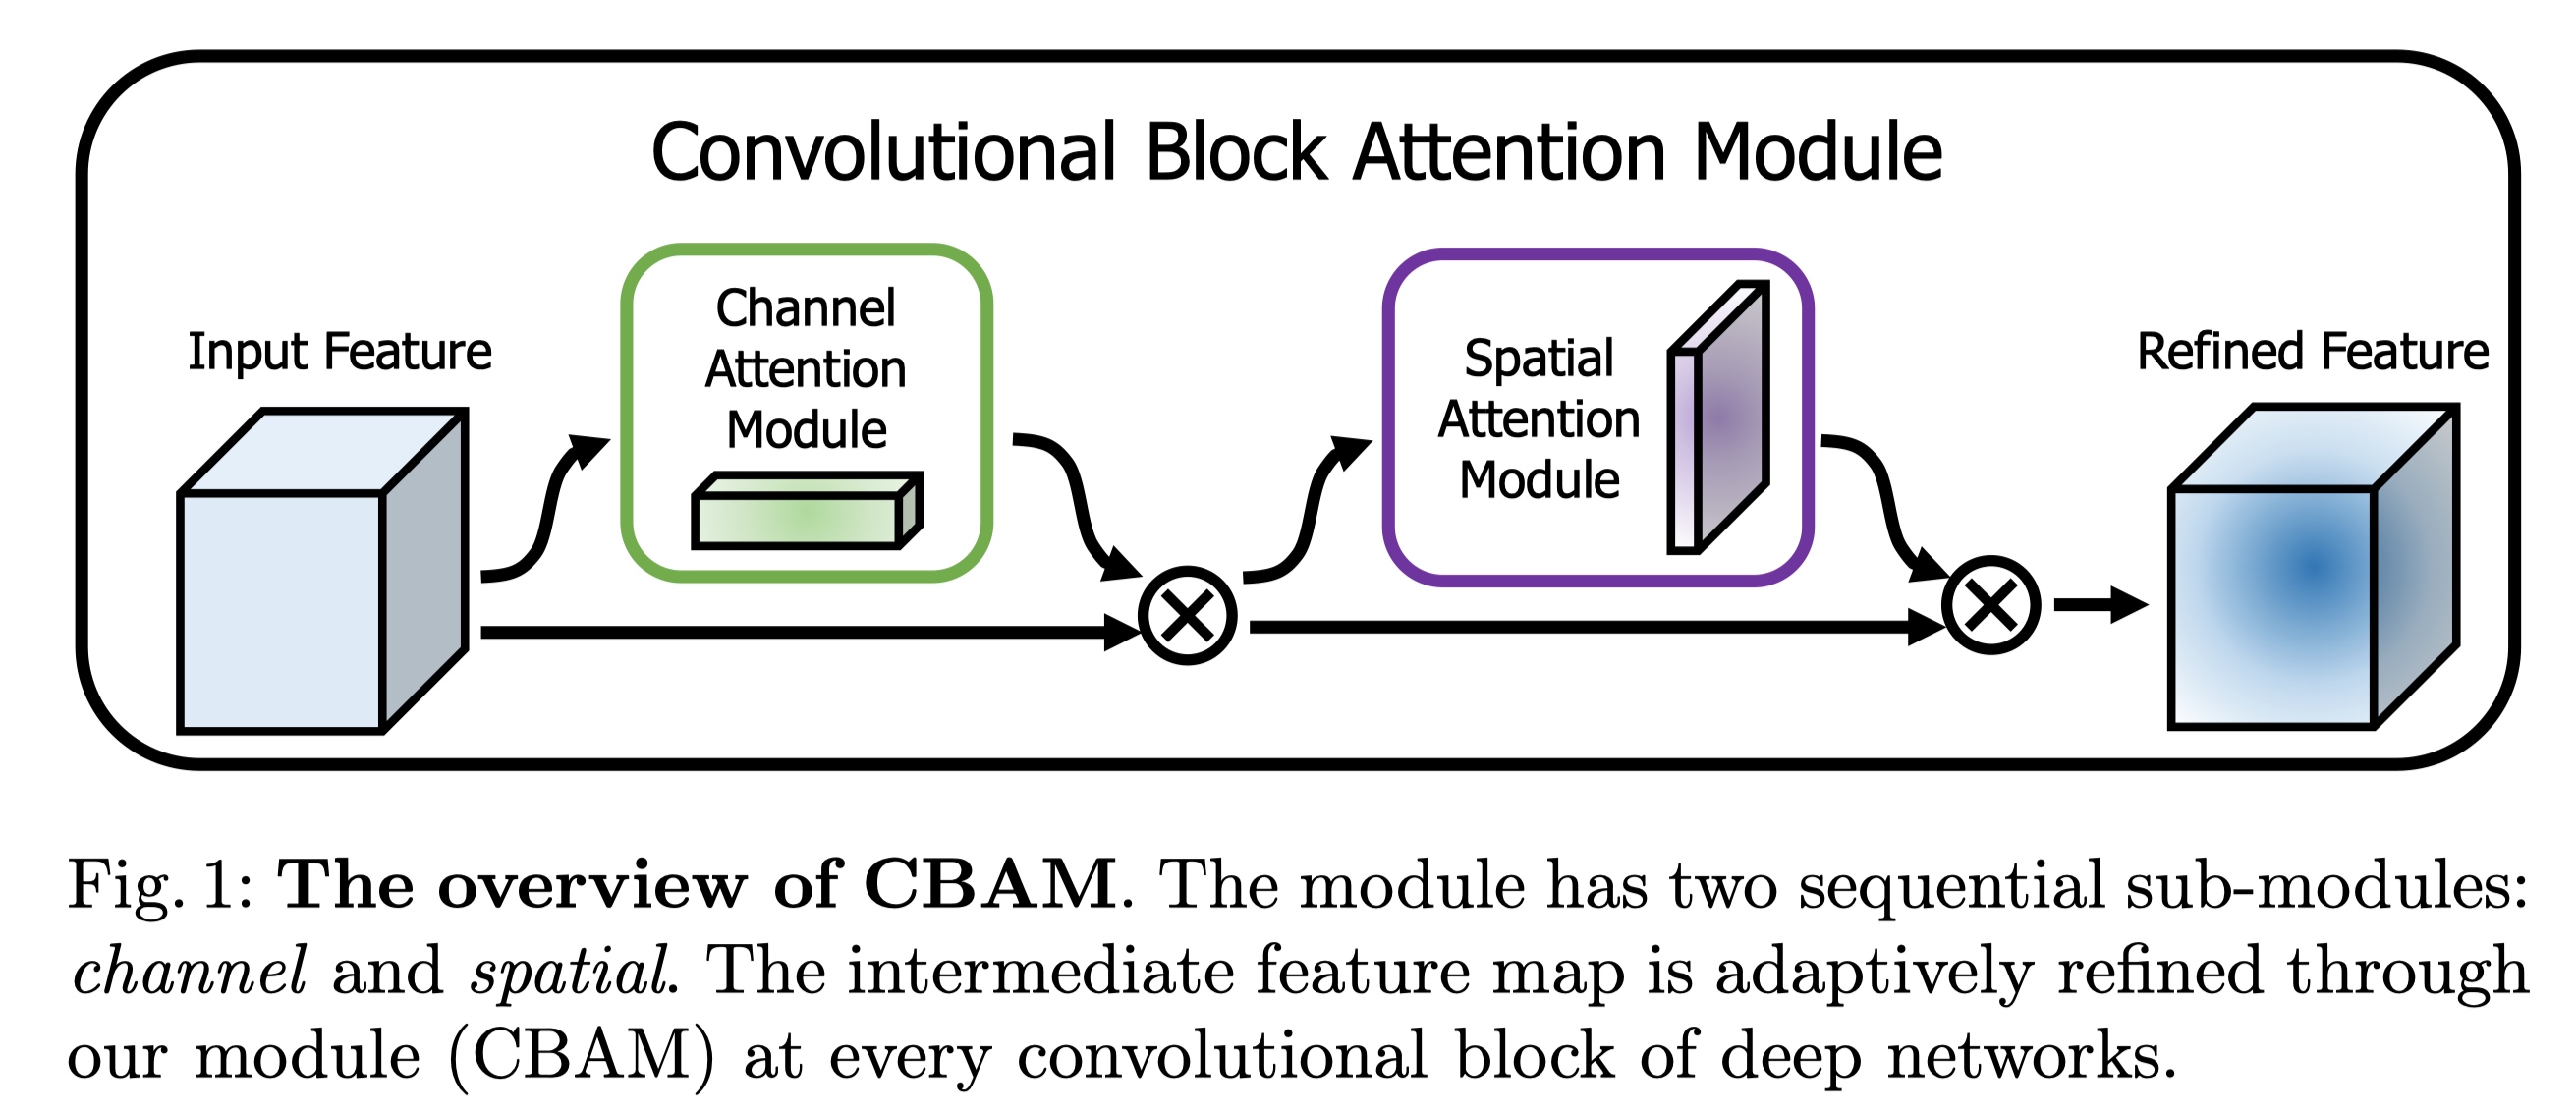 Convolutional Block Attention Module
Input Feature
Channel
Attention
Module
Spatial
Attention
Module
Refined Feature
Fig. 1: The overview of CBAM. The module has two sequential sub-modules:
channel and spatial. The intermediate feature map is adaptively refined through
our module (CBAM) at every convolutional block of deep networks.